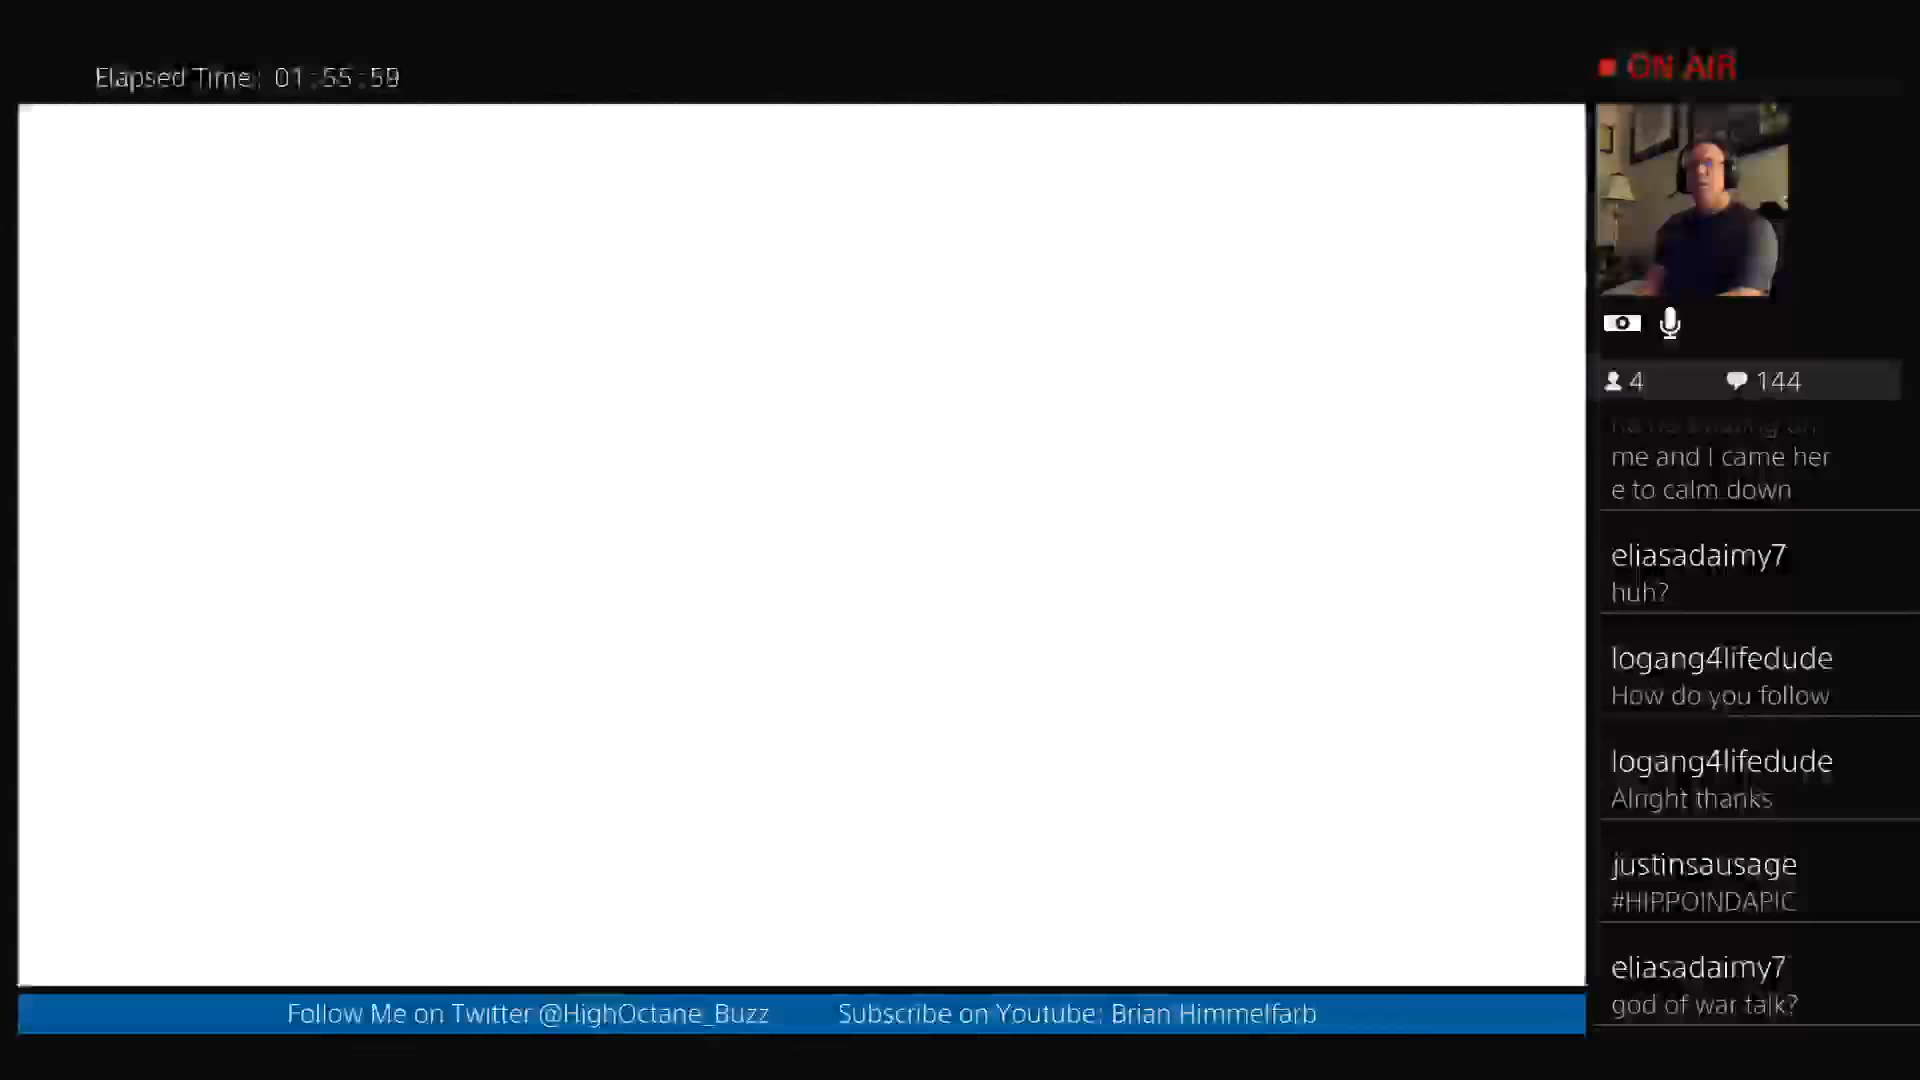 Elapsed Time: 01:55:59
ON AIR
4 144
me and I came her
e to calm down
eliasadaimy7
huh?
logang4lifedude
How do you follow
logang4lifedude
Alright thanks
justinsausage
#HIPPOINDAPIC
eliasadaimy7
god of war talk?
Follow Me on Twitter @HighOctane_Buzz Subscribe on Youtube: Brian Himmelfarb